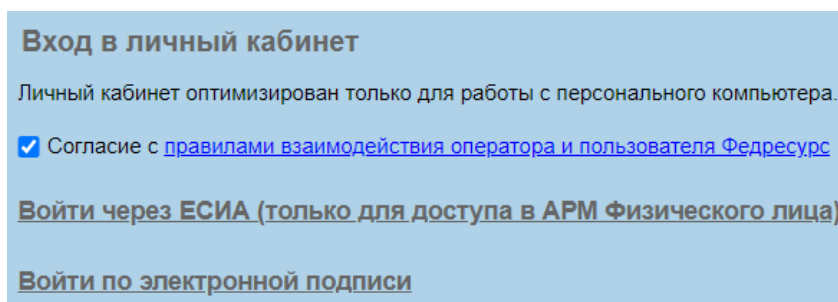 Вход в личный кабинет
Личный кабинет оптимизирован только для работы с персонального компьютера.
Согласие с правилами взаимодействия оператора и пользователя Федресурс
Войти через ЕСИА (только для доступа в АРМ Физического лица)
Войти по электронной подписи